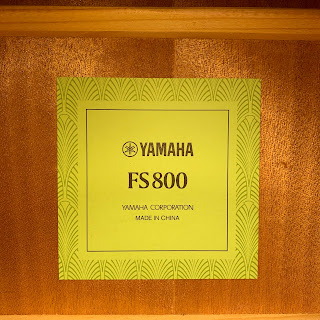 YAMAHA
FS800
YAMAHA CORPORATION
MADE IN CHINA